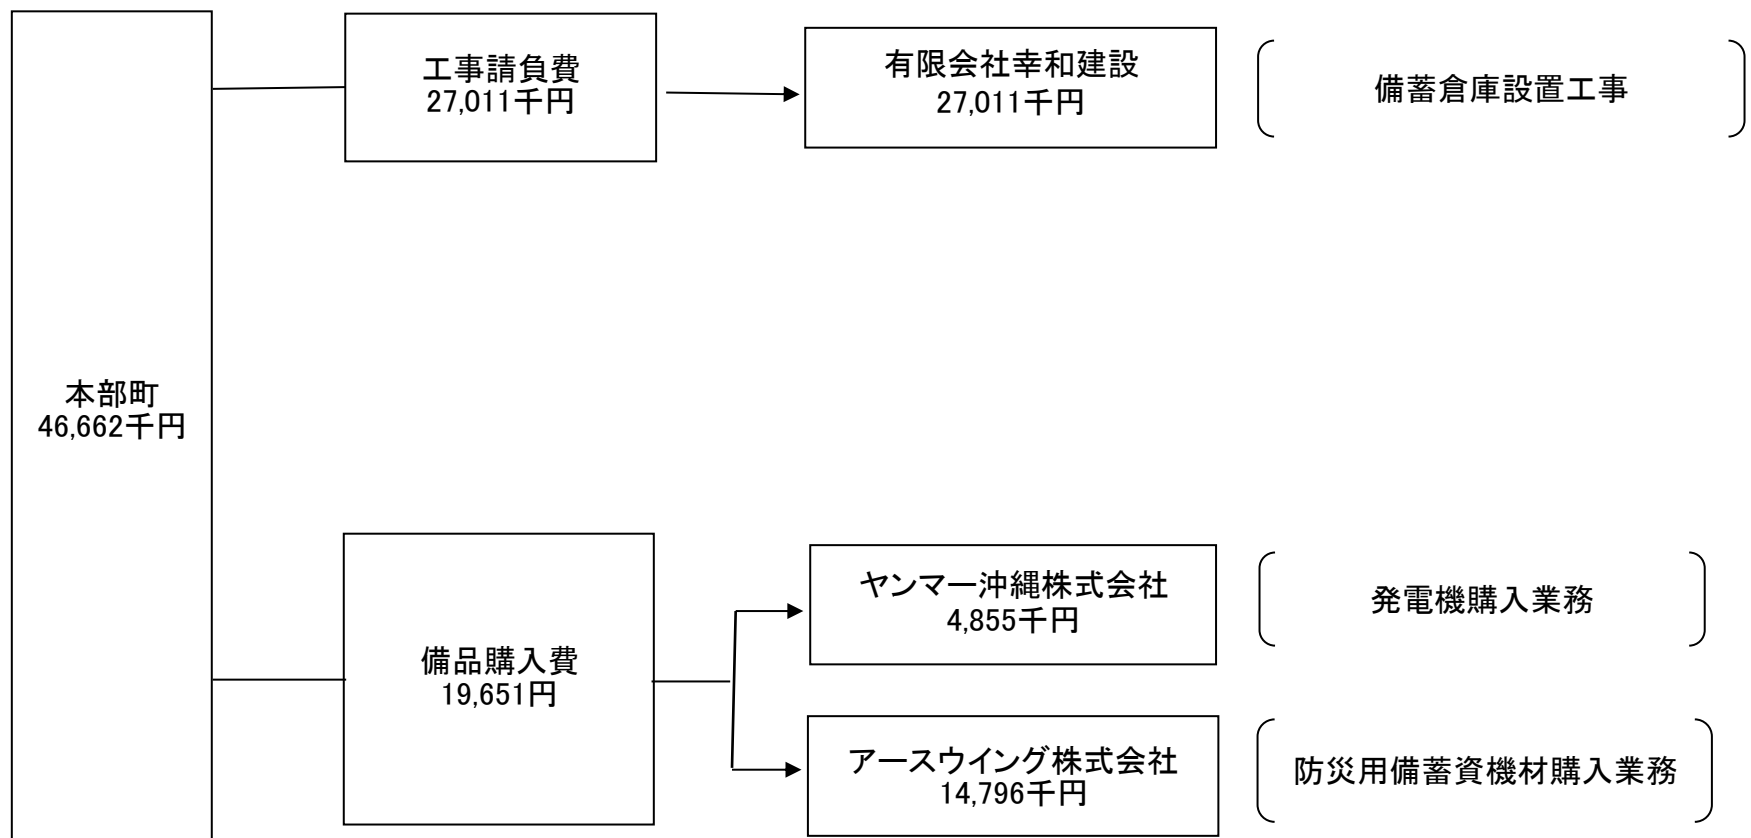 工事請負費
27,011千円
有限会社幸和建設
27,011千円
備蓄倉庫設置工事
本部町
46,662千円
備品購入費
19,651円
ヤンマー沖縄株式会社
4,855千円
発電機購入業務
アースウイング株式会社
14,796千円
防災用備蓄資機材購入業務